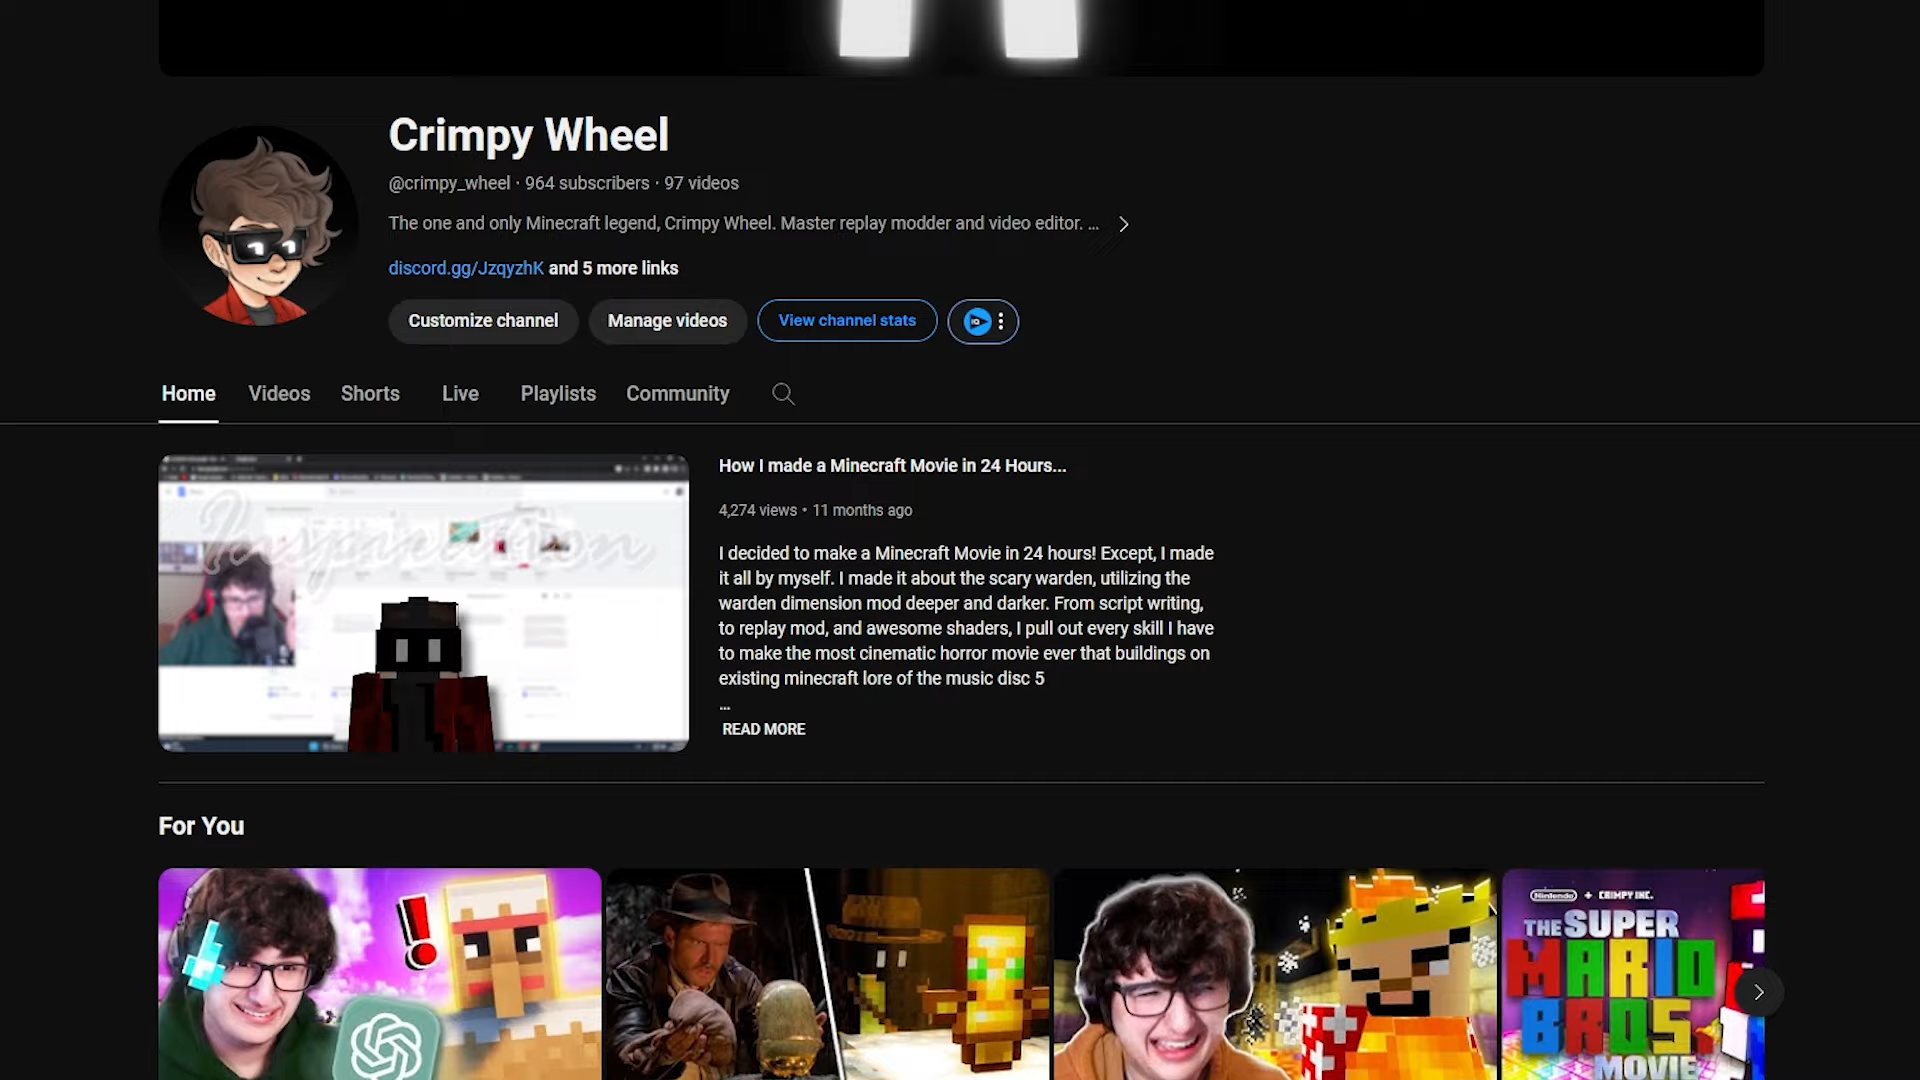 Crimpy Wheel
@crimpy_wheel · 964 subscribers · 97 videos
The one and only Minecraft legend, Crimpy Wheel. Master replay modder and video editor. ...
discord.gg/JzqyzhK and 5 more links
Customize channel
Manage videos
View channel stats
IQ
Home
Videos
Shorts
Live
Playlists
Community
Inspiration
How I made a Minecraft Movie in 24 Hours...
4,274 views • 11 months ago
I decided to make a Minecraft Movie in 24 hours! Except, I made
it all by myself. I made it about the scary warden, utilizing the
warden dimension mod deeper and darker. From script writing,
to replay mod, and awesome shaders, I pull out every skill I have
to make the most cinematic horror movie ever that buildings on
existing minecraft lore of the music disc 5
...
READ MORE
For You
Nintendo + CRIMPY INC.
THE SUPER
MARIO
BROS.
MOVIE